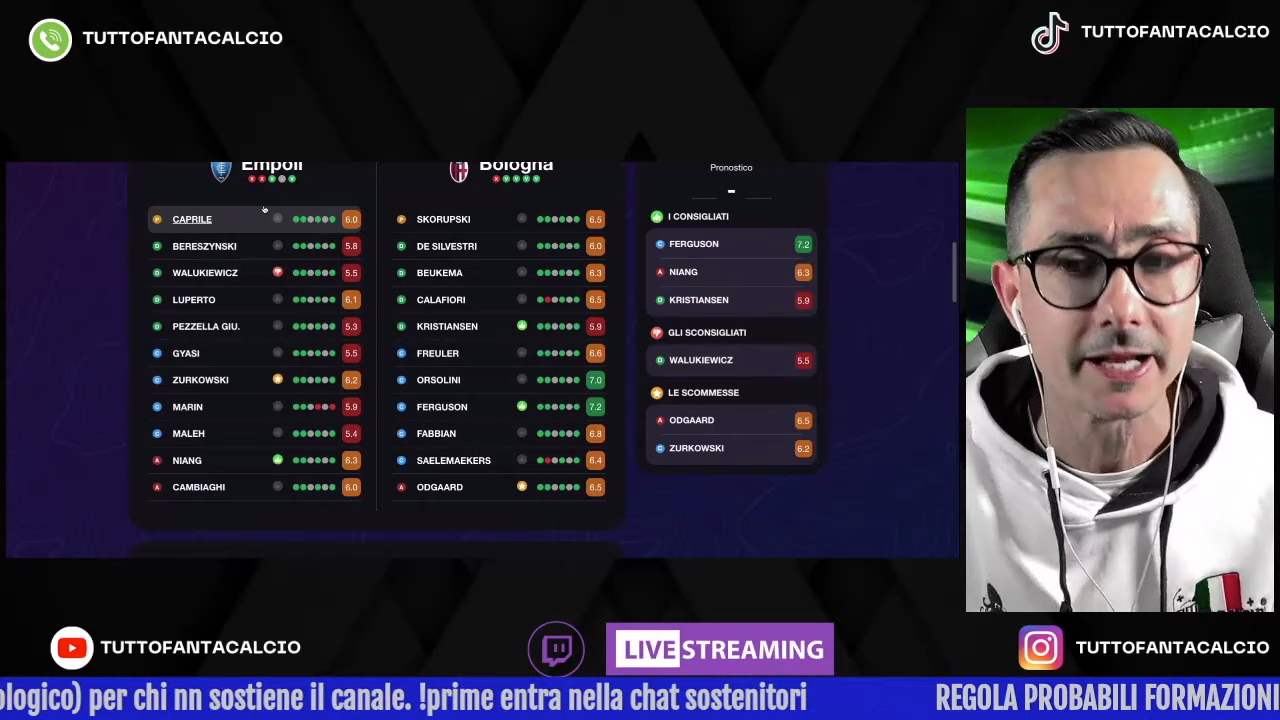 TUTTOFANTACALCIO
TUTTOFANTACALCIO
Empoli
Bologna
Pronostico
-
X X V - V
X V V V V
P CAPRILE 6.0
D BERESZYNSKI 5.8
D WALUKIEWICZ 5.5
D LUPERTO 6.1
D PEZZELLA GIU. 5.3
C GYASI 5.5
C ZURKOWSKI 6.2
C MARIN 5.9
C MALEH 5.4
A NIANG 6.3
A CAMBIAGHI 6.0
P SKORUPSKI 6.5
D DE SILVESTRI 6.0
D BEUKEMA 6.3
D CALAFIORI 6.5
D KRISTIANSEN 5.9
C FREULER 6.6
C ORSOLINI 7.0
C FERGUSON 7.2
C FABBIAN 6.8
C SAELEMAEKERS 6.4
A ODGAARD 6.5
I CONSIGLIATI
C FERGUSON 7.2
A NIANG 6.3
D KRISTIANSEN 5.9
GLI SCONSIGLIATI
D WALUKIEWICZ 5.5
LE SCOMMESSE
A ODGAARD 6.5
C ZURKOWSKI 6.2
TUTTOFANTACALCIO
LIVE STREAMING
TUTTOFANTACALCIO
ologico) per chi nn sostiene il canale. !prime entra nella chat sostenitori REGOLA PROBABILI FORMAZIONI